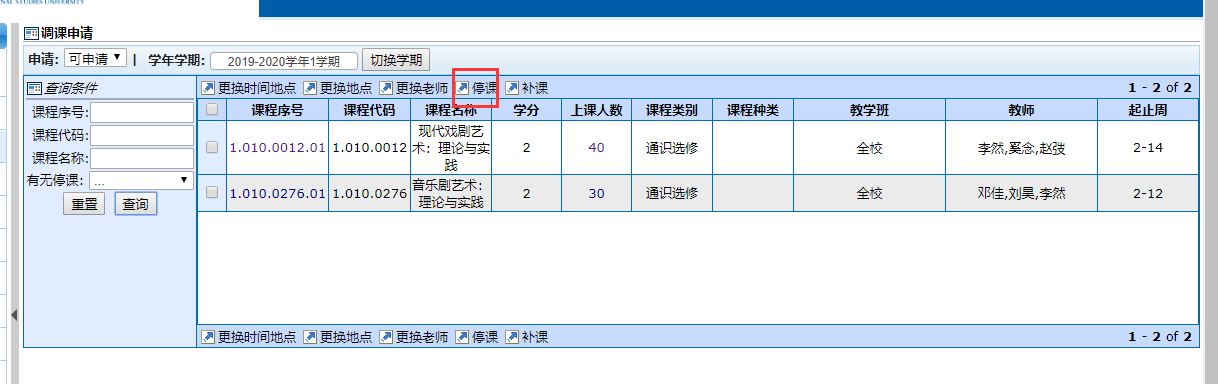 NAL STUDIES UNIVERSITY
调课申请
申请: 可申请 | 学年学期: 2019-2020学年1学期 切换学期
查询条件
课程序号:
课程代码:
课程名称:
有无停课: ...
重置 查询
更换时间地点 更换地点 更换老师 停课 补课 1 - 2 of 2
课程序号 课程代码 课程名称 学分 上课人数 课程类别 课程种类 教学班 教师 起止周
1.010.0012.01 1.010.0012 现代戏剧艺术：理论与实践 2 40 通识选修 全校 李然,奚念,赵弢 2-14
1.010.0276.01 1.010.0276 音乐剧艺术：理论与实践 2 30 通识选修 全校 邓佳,刘昊,李然 2-12
更换时间地点 更换地点 更换老师 停课 补课 1 - 2 of 2